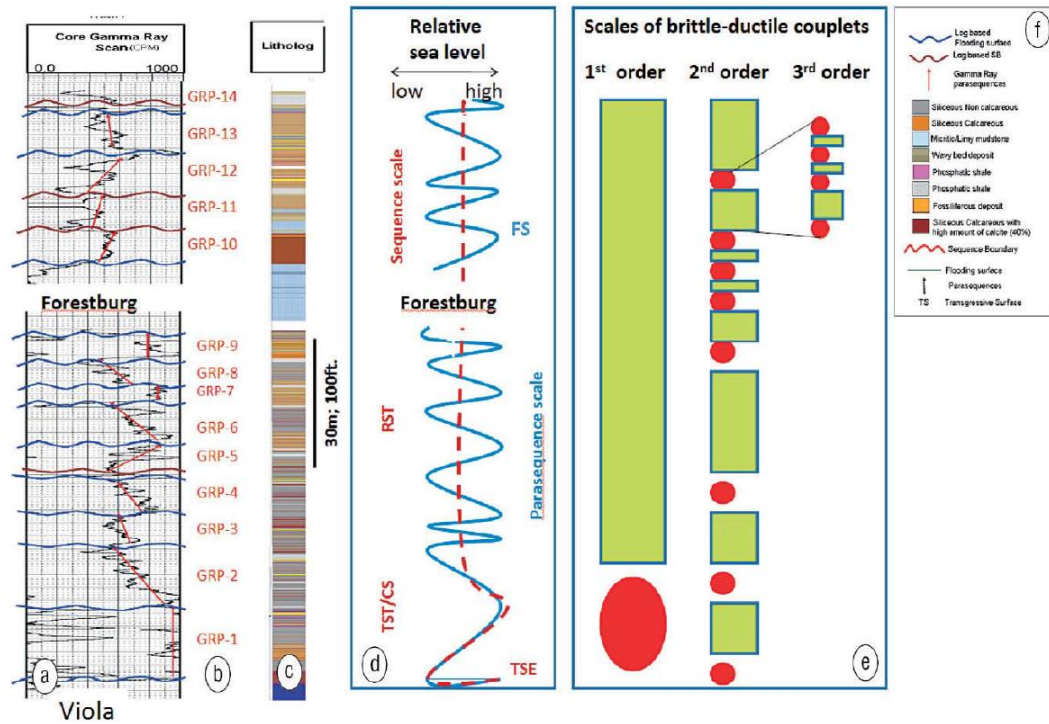 Core Gamma Ray
Scan(CPM)
0.0 1000
GRP-14
GRP-13
GRP-12
GRP-11
GRP-10
Forestburg
GRP-9
GRP-8
GRP-7
GRP-6
GRP-5
GRP-4
GRP-3
GRP-2
GRP-1
a
b
Viola
Litholog
30m; 100ft.
c
Relative
sea level
low high
Sequence scale
FS
Forestburg
RST
Parasequence scale
TST/CS
TSE
d
Scales of brittle-ductile couplets
1st order 2nd order 3rd order
e
f
Log based
Flooding surface
Log based SB
Gamma Ray
parasequences
Siliceous Non calcareous
Siliceous Calcareous
Micritic/Limy mudstone
Wavy bed deposit
Phosphatic shale
Phosphatic shale
Fossiliferous deposit
Siliceous Calcareous with
high amount of calcite (40%)
Sequence Boundary
Flooding surface
Parasequences
TS Transgressive Surface